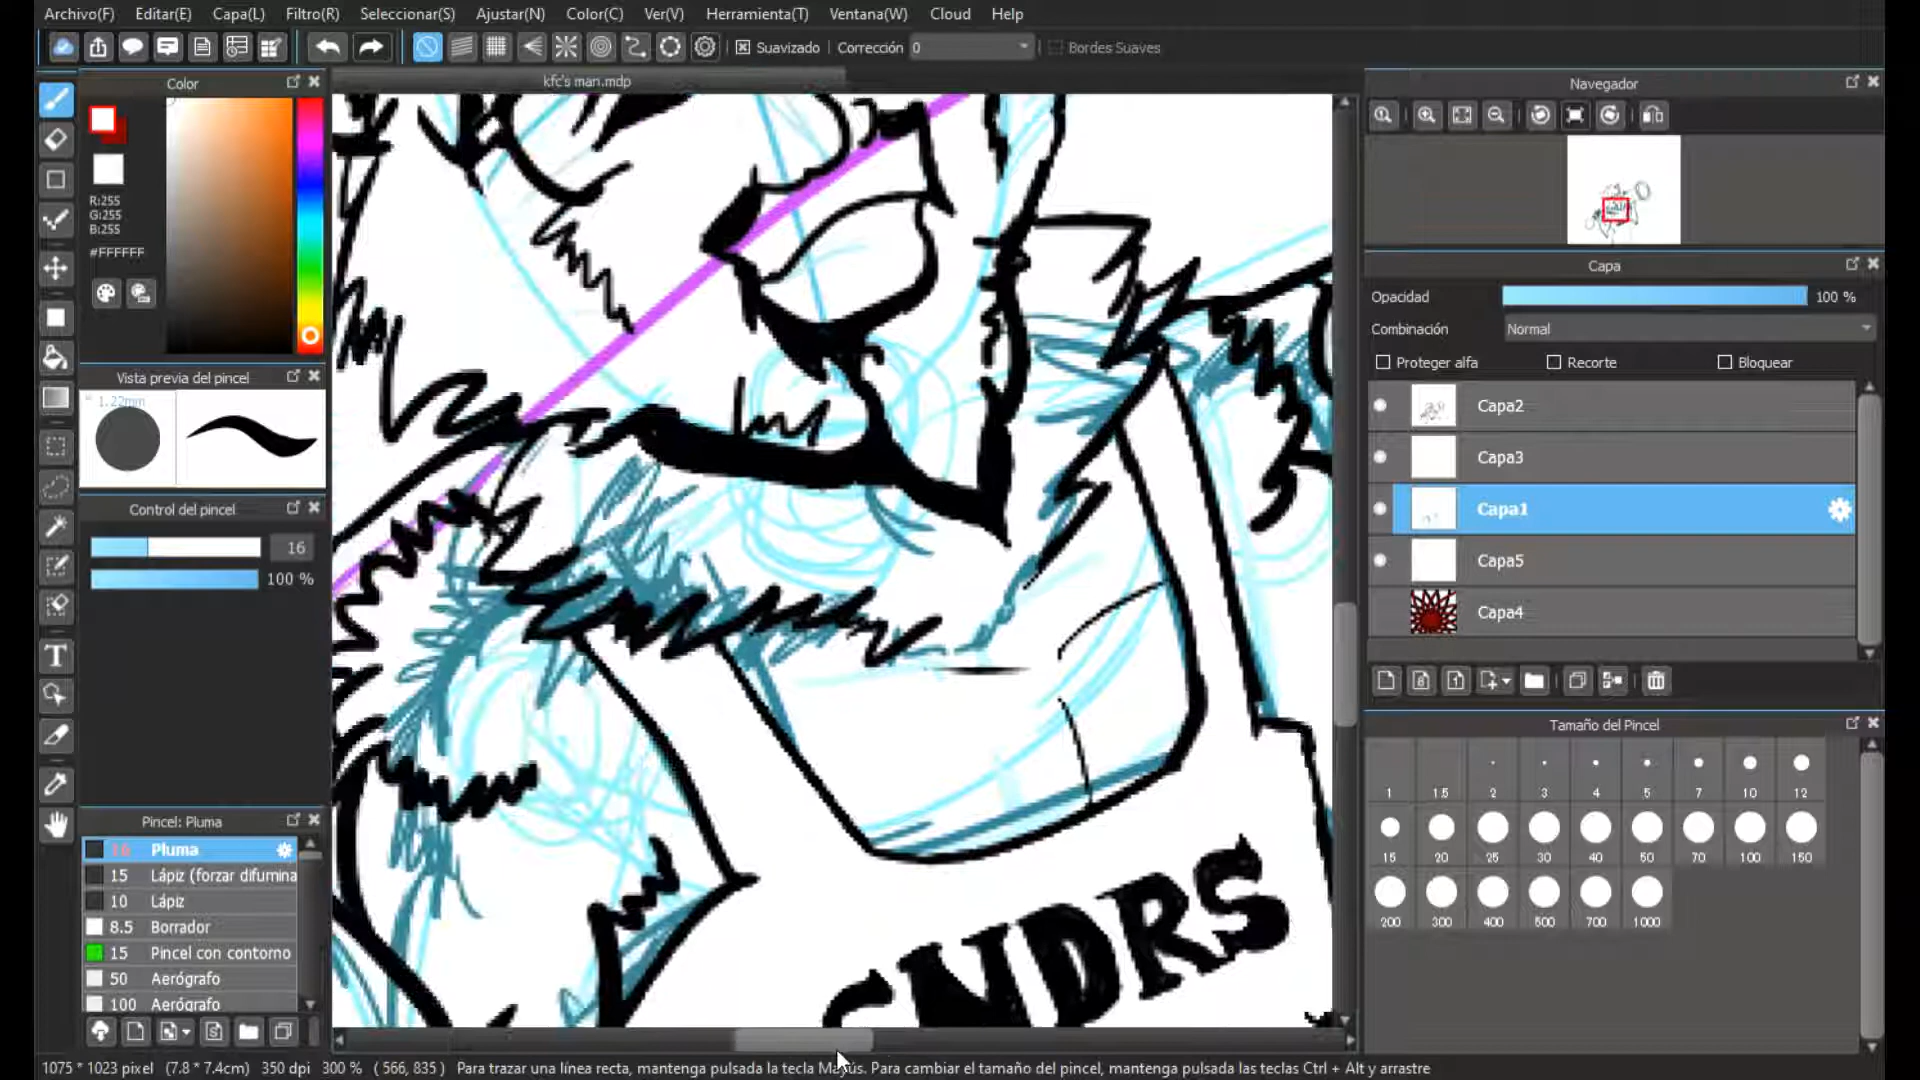 Archivo(F) Editar(E) Capa(L) Filtro(R) Seleccionar(S) Ajustar(N) Color(C) Ver(V) Herramienta(T) Ventana(W) Cloud Help
Suavizado Corrección 0 Bordes Suaves
Color
kfc's man.mdp
Navegador
R:255
G:255
B:255
#FFFFFF
Capa
Opacidad 100 %
Combinación Normal
Proteger alfa Recorte Bloquear
Vista previa del pincel
1.22mm
Capa2
Capa3
Capa1
Capa5
Capa4
Control del pincel
16
100 %
Tamaño del Pincel
1 1.5 2 3 4 5 7 10 12
15 20 25 30 40 50 70 100 150
200 300 400 500 700 1000
Pincel: Pluma
16 Pluma
15 Lápiz (forzar difumina
10 Lápiz
8.5 Borrador
15 Pincel con contorno
50 Aerógrafo
100 Aerógrafo
SNDRS
1075 * 1023 pixel (7.8 * 7.4cm) 350 dpi 300 % ( 566, 835 ) Para trazar una línea recta, mantenga pulsada la tecla Mayús. Para cambiar el tamaño del pincel, mantenga pulsadas las teclas Ctrl + Alt y arrastre